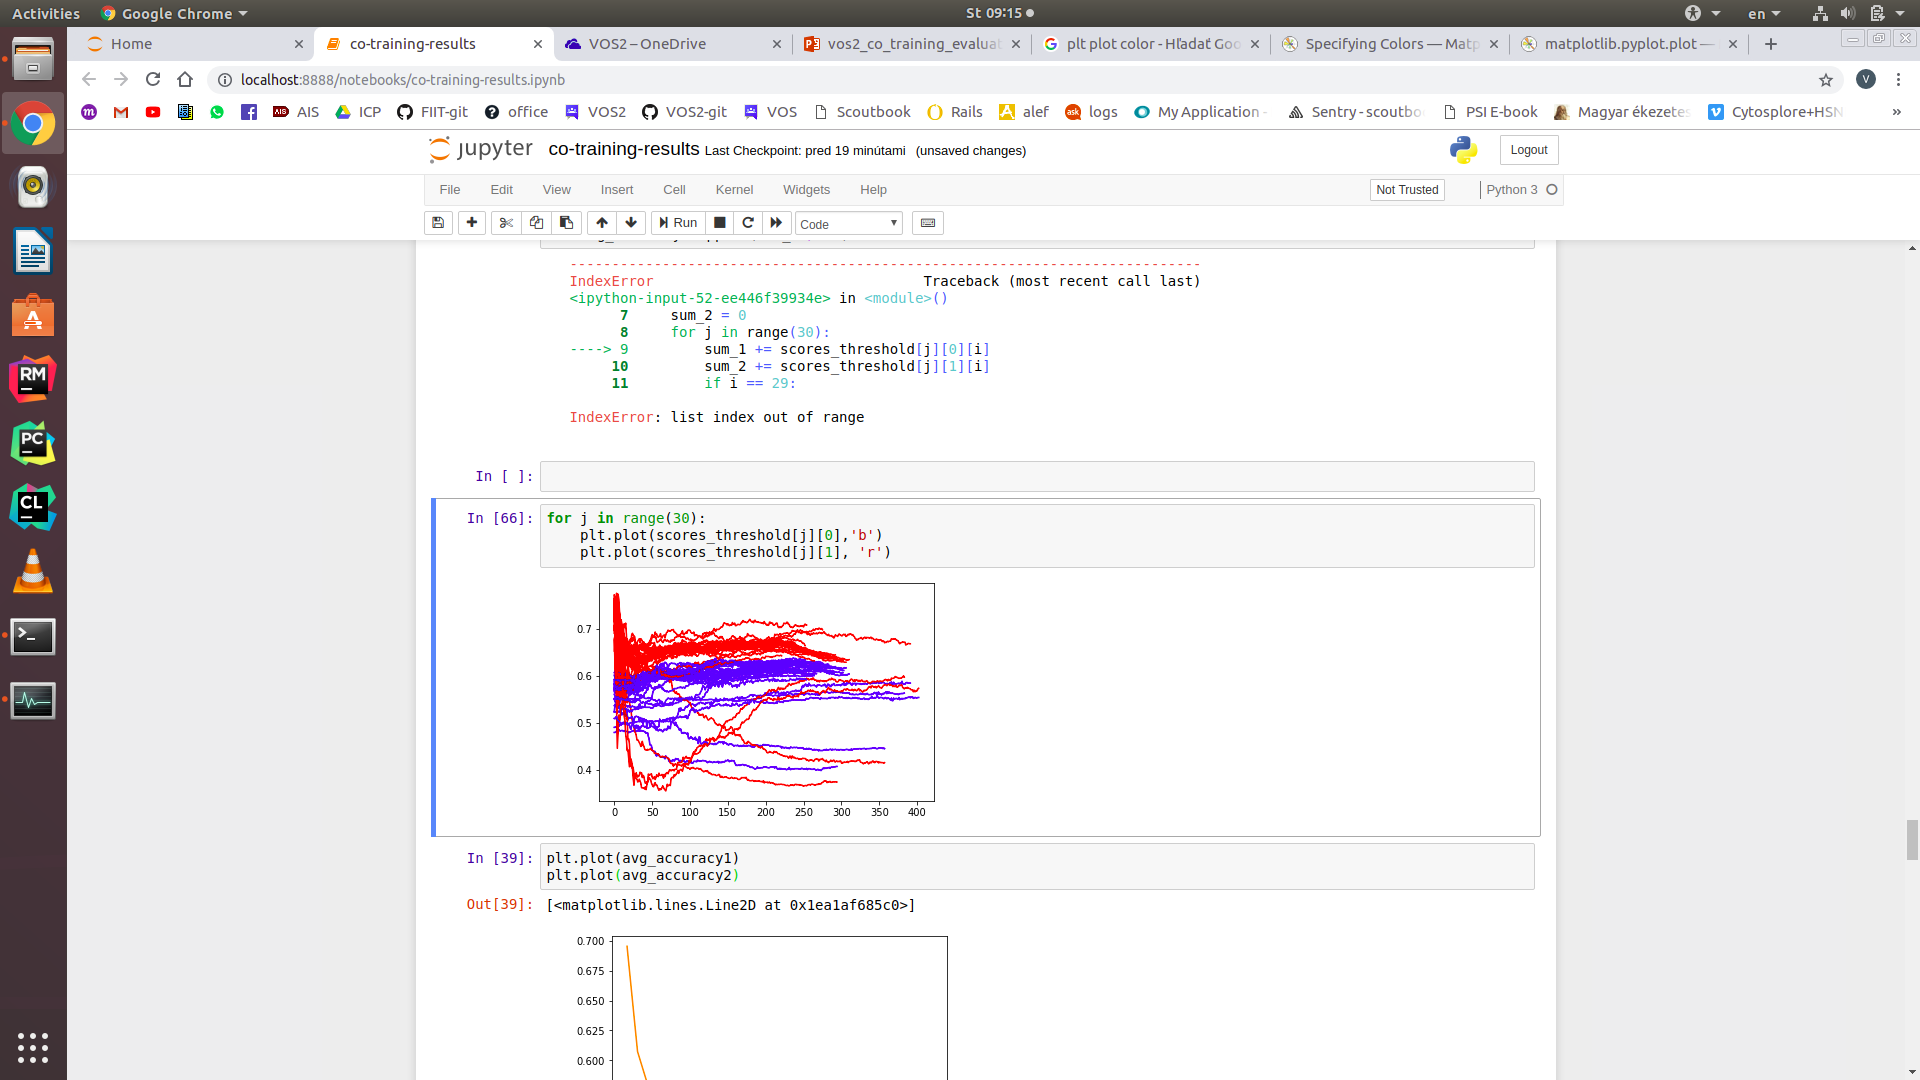 Activities Google Chrome St 09:15 en
Home co-training-results VOS2 – OneDrive vos2_co_training_evaluat plt plot color - Hľadať Goo Specifying Colors — Matp matplotlib.pyplot.plot —
localhost:8888/notebooks/co-training-results.ipynb V
AIS ICP FIIT-git office VOS2 VOS2-git VOS Scoutbook Rails alef logs My Application - Sentry - scoutbo PSI E-book Magyar ékezetes Cytosplore+HSN »
jupyter co-training-results Last Checkpoint: pred 19 minútami (unsaved changes) Logout
File Edit View Insert Cell Kernel Widgets Help Not Trusted Python 3
Run Code
---------------------------------------------------------------------------
IndexError Traceback (most recent call last)
<ipython-input-52-ee446f39934e> in <module>()
7 sum_2 = 0
8 for j in range(30):
----> 9 sum_1 += scores_threshold[j][0][i]
10 sum_2 += scores_threshold[j][1][i]
11 if i == 29:
IndexError: list index out of range
In [ ]:
In [66]: for j in range(30):
plt.plot(scores_threshold[j][0],'b')
plt.plot(scores_threshold[j][1], 'r')
0.7
0.6
0.5
0.4
0 50 100 150 200 250 300 350 400
In [39]: plt.plot(avg_accuracy1)
plt.plot(avg_accuracy2)
Out[39]: [<matplotlib.lines.Line2D at 0x1ea1af685c0>]
0.700
0.675
0.650
0.625
0.600